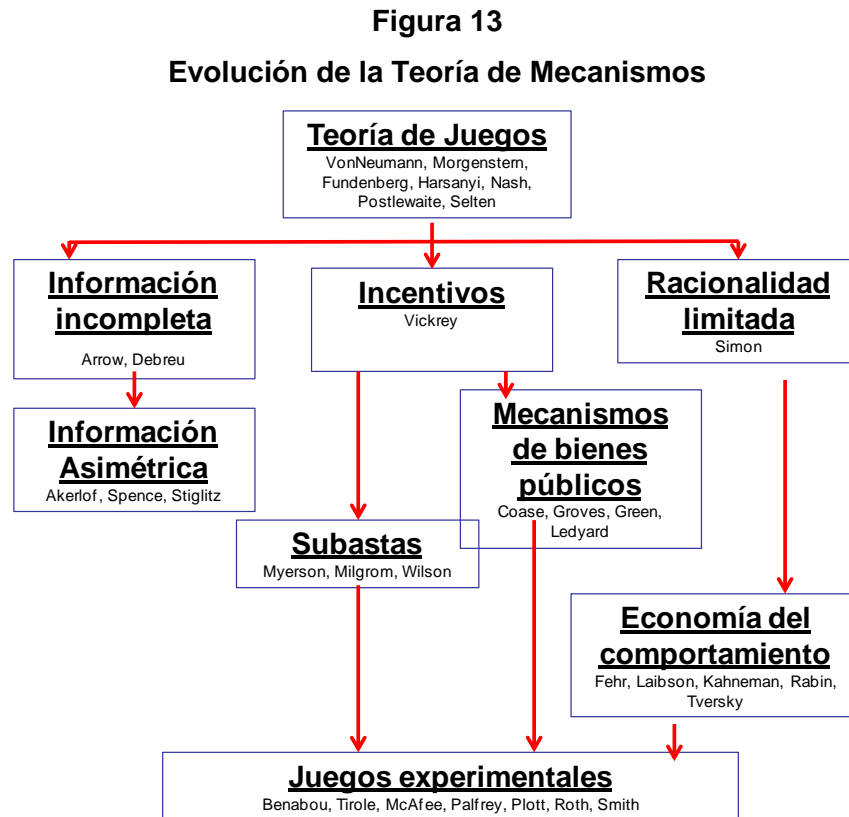 Figura 13
Evolución de la Teoría de Mecanismos
Teoría de Juegos
VonNeumann, Morgenstern,
Fundenberg, Harsanyi, Nash,
Postlewaite, Selten
Información
incompleta
Arrow, Debreu
Incentivos
Vickrey
Racionalidad
limitada
Simon
Información
Asimétrica
Akerlof, Spence, Stiglitz
Mecanismos
de bienes
públicos
Coase, Groves, Green,
Ledyard
Subastas
Myerson, Milgrom, Wilson
Economía del
comportamiento
Fehr, Laibson, Kahneman, Rabin,
Tversky
Juegos experimentales
Benabou, Tirole, McAfee, Palfrey, Plott, Roth, Smith